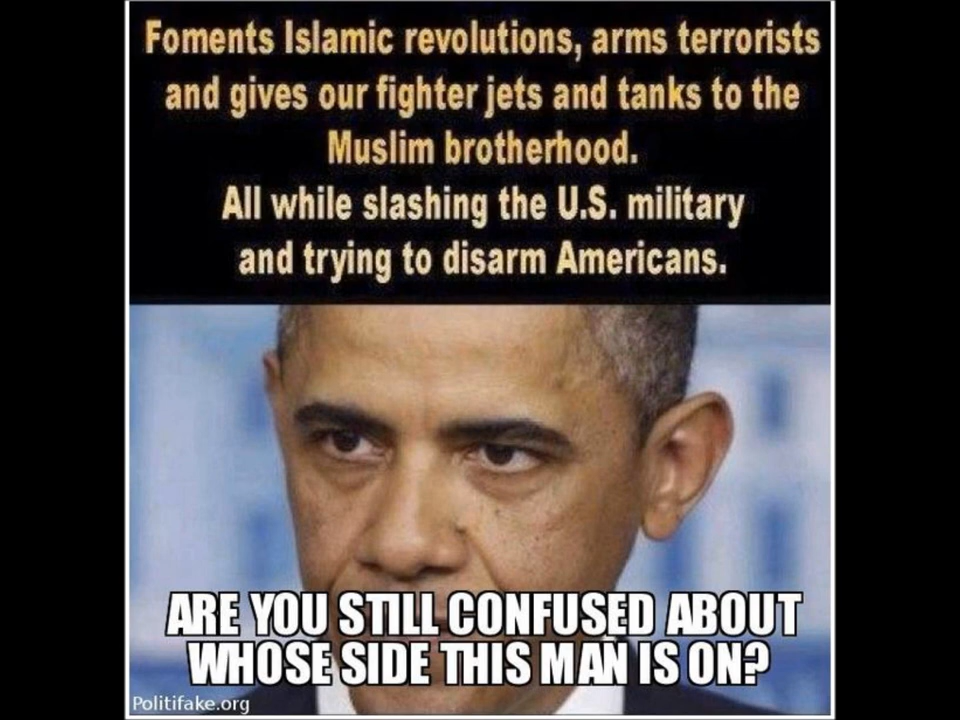 Foments Islamic revolutions, arms terrorists
and gives our fighter jets and tanks to the
Muslim brotherhood.
All while slashing the U.S. military
and trying to disarm Americans.
ARE YOU STILL CONFUSED ABOUT
WHOSE SIDE THIS MAN IS ON?
Politifake.org